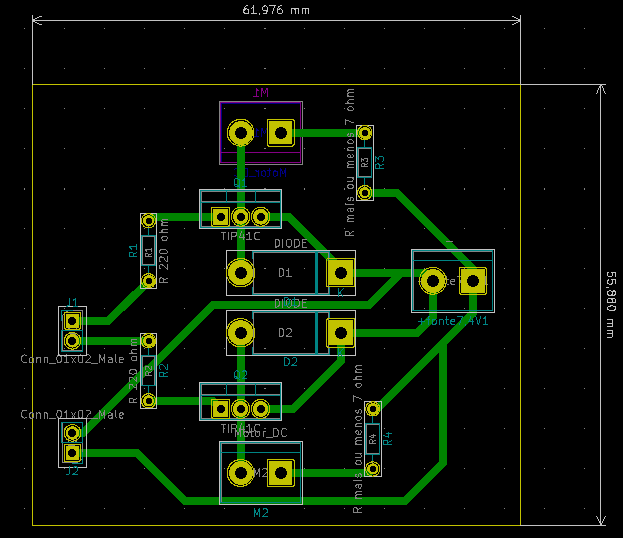 61,976 mm
M1
R mais ou menos 7 ohm
R3
R3
Q1
TIP41C
R1
R1
R 220 ohm
DIODE
D1
K
DIODE
D2
D2
+fonte7.4V1
55,880 mm
J1
Conn_01x02_Male
R2
R2
R 220 ohm
Q2
TIP41C
Conn_01x02_Male
J2
Motor_DC
M2
M2
R mais ou menos 7 ohm
R4
R4